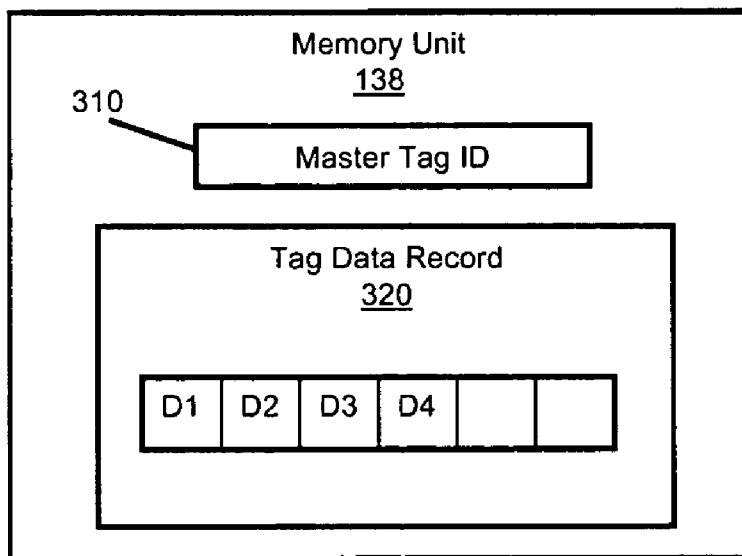 Memory Unit
138
310
Master Tag ID
Tag Data Record
320
D1 D2 D3 D4